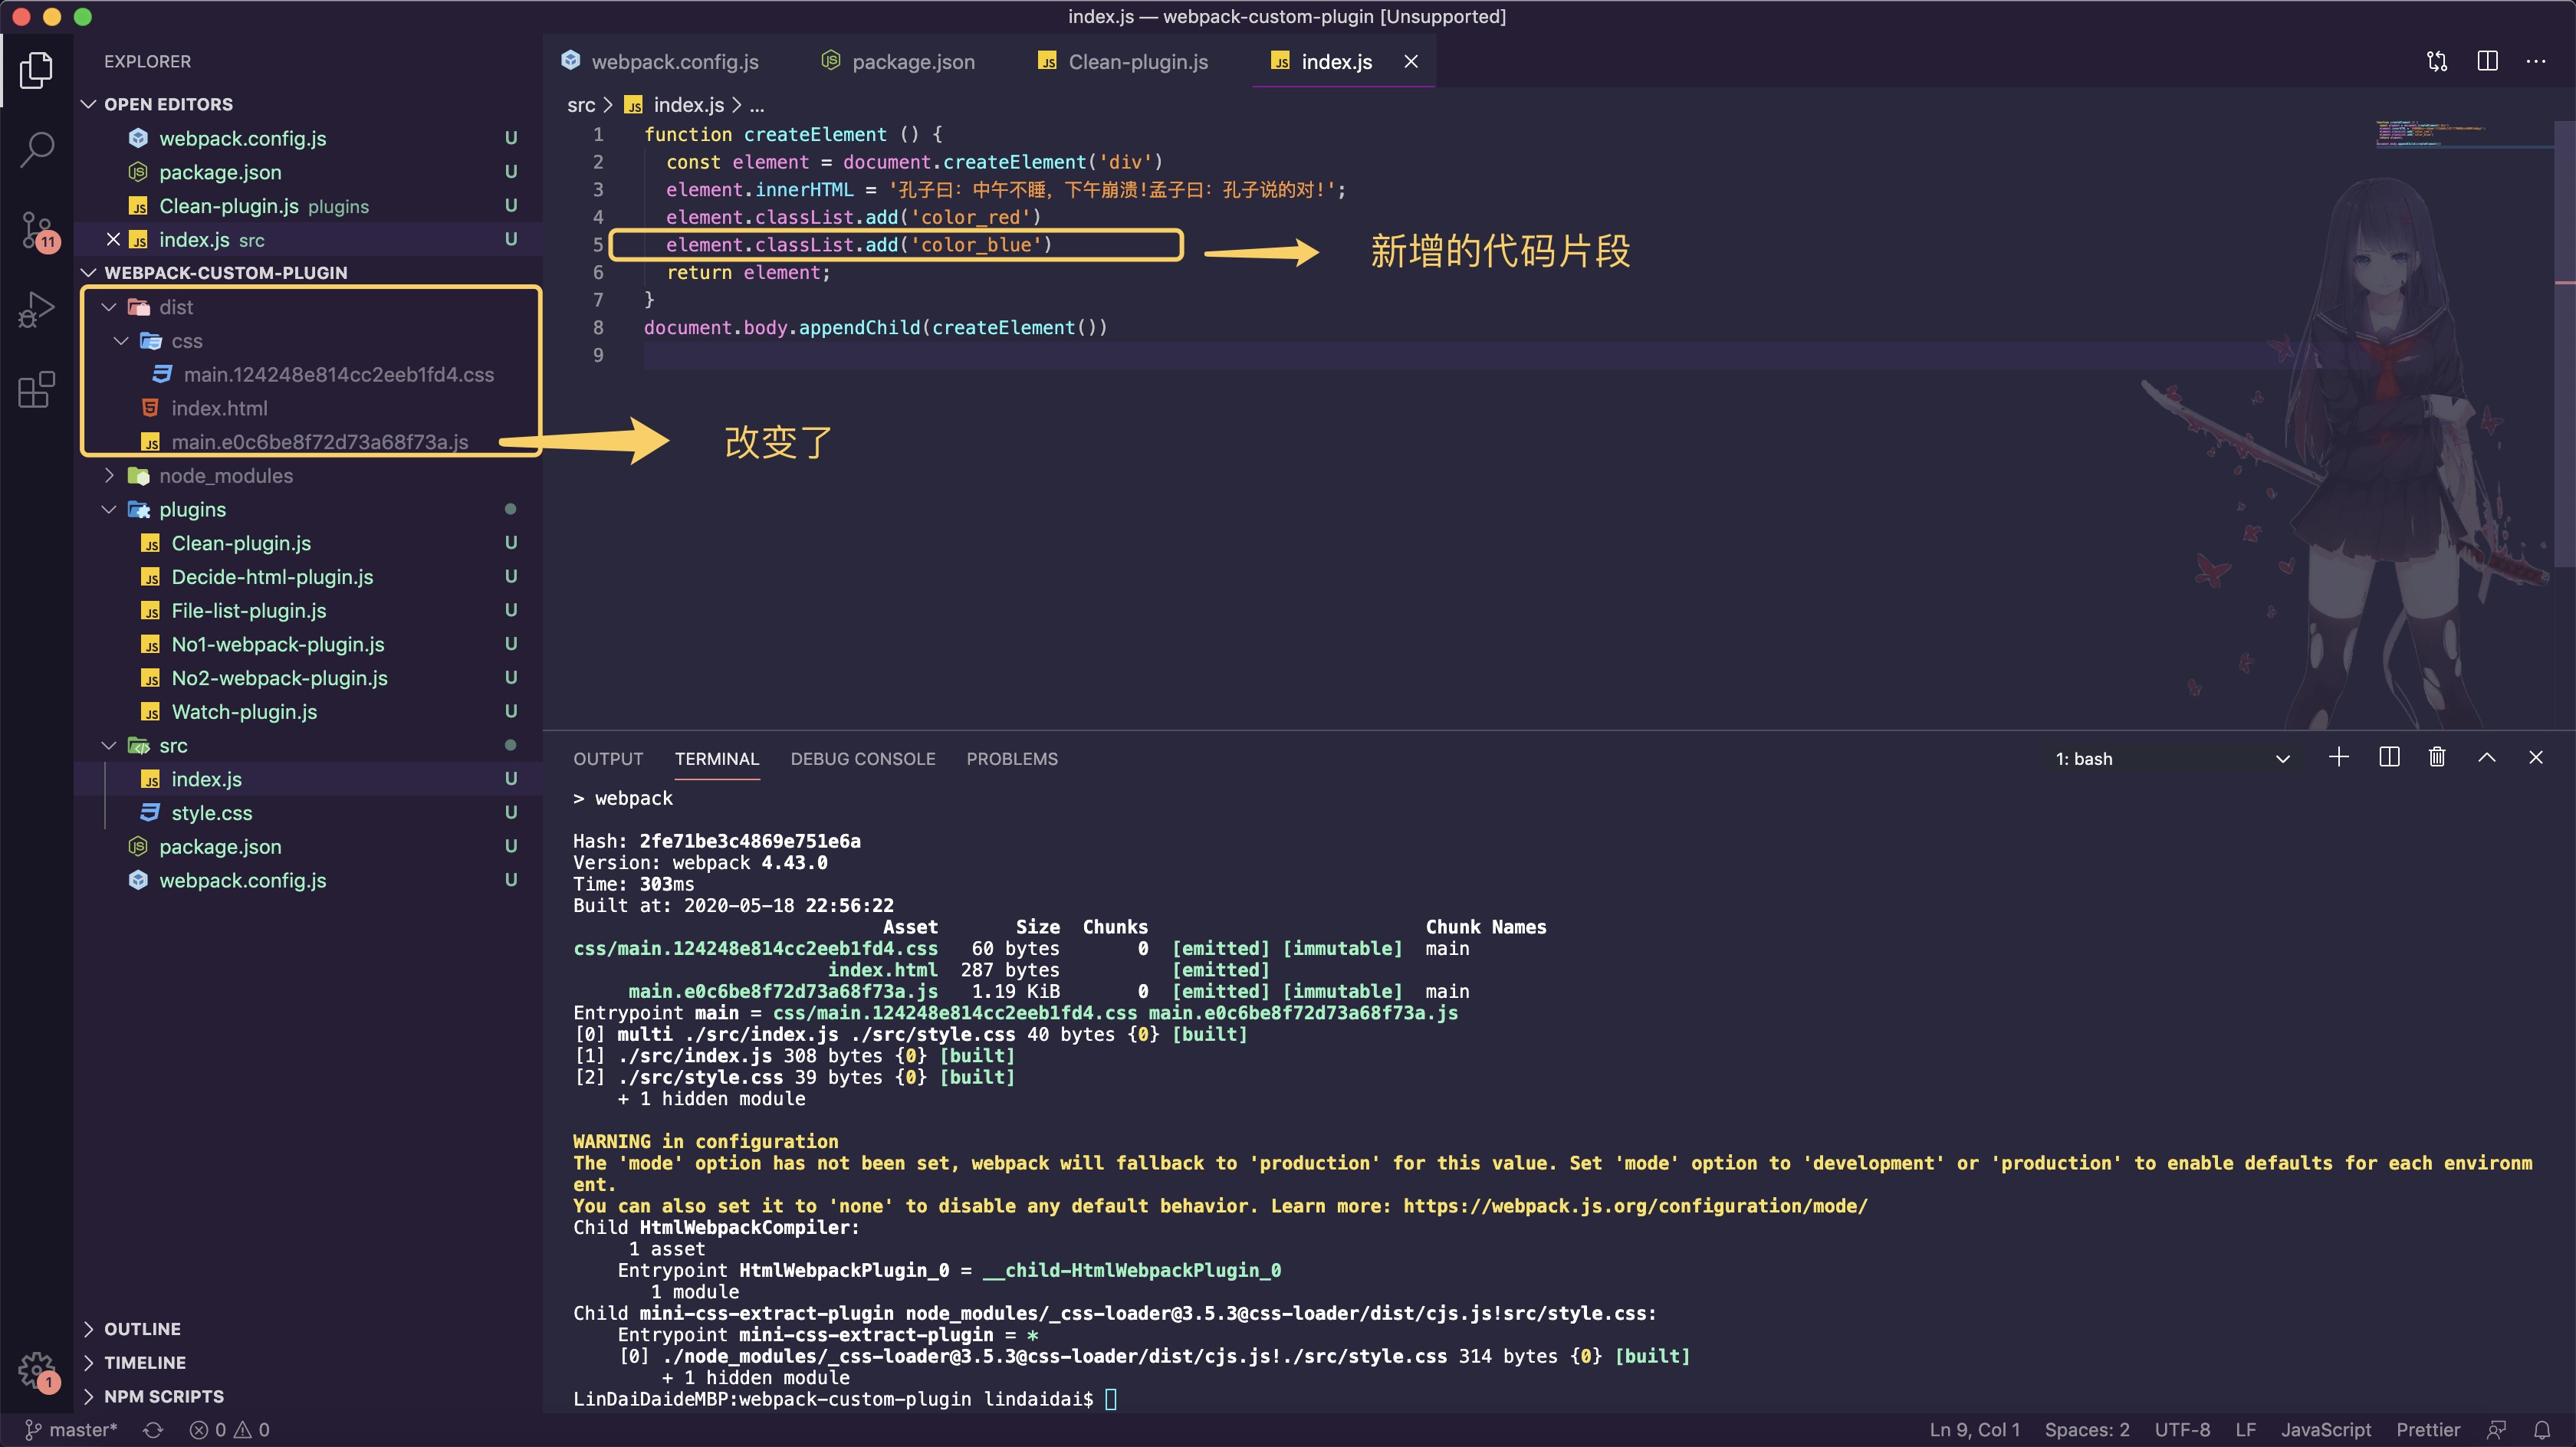 index.js — webpack-custom-plugin [Unsupported]
EXPLORER
OPEN EDITORS
webpack.config.js U
package.json U
Clean-plugin.js plugins U
index.js src U
WEBPACK-CUSTOM-PLUGIN
dist
css
main.124248e814cc2eeb1fd4.css
index.html
main.e0c6be8f72d73a68f73a.js
node_modules
plugins
Clean-plugin.js U
Decide-html-plugin.js U
File-list-plugin.js U
No1-webpack-plugin.js U
No2-webpack-plugin.js U
Watch-plugin.js U
src
index.js U
style.css U
package.json U
webpack.config.js U
OUTLINE
TIMELINE
NPM SCRIPTS
11
1
webpack.config.js package.json Clean-plugin.js index.js
src > index.js > ...
1 function createElement () {
2 const element = document.createElement('div')
3 element.innerHTML = '孔子曰：中午不睡，下午崩溃!孟子曰：孔子说的对!';
4 element.classList.add('color_red')
5 element.classList.add('color_blue')
6 return element;
7 }
8 document.body.appendChild(createElement())
9
新增的代码片段
改变了
OUTPUT TERMINAL DEBUG CONSOLE PROBLEMS 1: bash
> webpack
Hash: 2fe71be3c4869e751e6a
Version: webpack 4.43.0
Time: 303ms
Built at: 2020-05-18 22:56:22
Asset Size Chunks Chunk Names
css/main.124248e814cc2eeb1fd4.css 60 bytes 0 [emitted] [immutable] main
index.html 287 bytes [emitted]
main.e0c6be8f72d73a68f73a.js 1.19 KiB 0 [emitted] [immutable] main
Entrypoint main = css/main.124248e814cc2eeb1fd4.css main.e0c6be8f72d73a68f73a.js
[0] multi ./src/index.js ./src/style.css 40 bytes {0} [built]
[1] ./src/index.js 308 bytes {0} [built]
[2] ./src/style.css 39 bytes {0} [built]
+ 1 hidden module
WARNING in configuration
The 'mode' option has not been set, webpack will fallback to 'production' for this value. Set 'mode' option to 'development' or 'production' to enable defaults for each environm
ent.
You can also set it to 'none' to disable any default behavior. Learn more: https://webpack.js.org/configuration/mode/
Child HtmlWebpackCompiler:
1 asset
Entrypoint HtmlWebpackPlugin_0 = __child-HtmlWebpackPlugin_0
1 module
Child mini-css-extract-plugin node_modules/_css-loader@3.5.3@css-loader/dist/cjs.js!src/style.css:
Entrypoint mini-css-extract-plugin = *
[0] ./node_modules/_css-loader@3.5.3@css-loader/dist/cjs.js!./src/style.css 314 bytes {0} [built]
+ 1 hidden module
LinDaiDaideMBP:webpack-custom-plugin lindaidai$
master* 0 0 Ln 9, Col 1 Spaces: 2 UTF-8 LF JavaScript Prettier